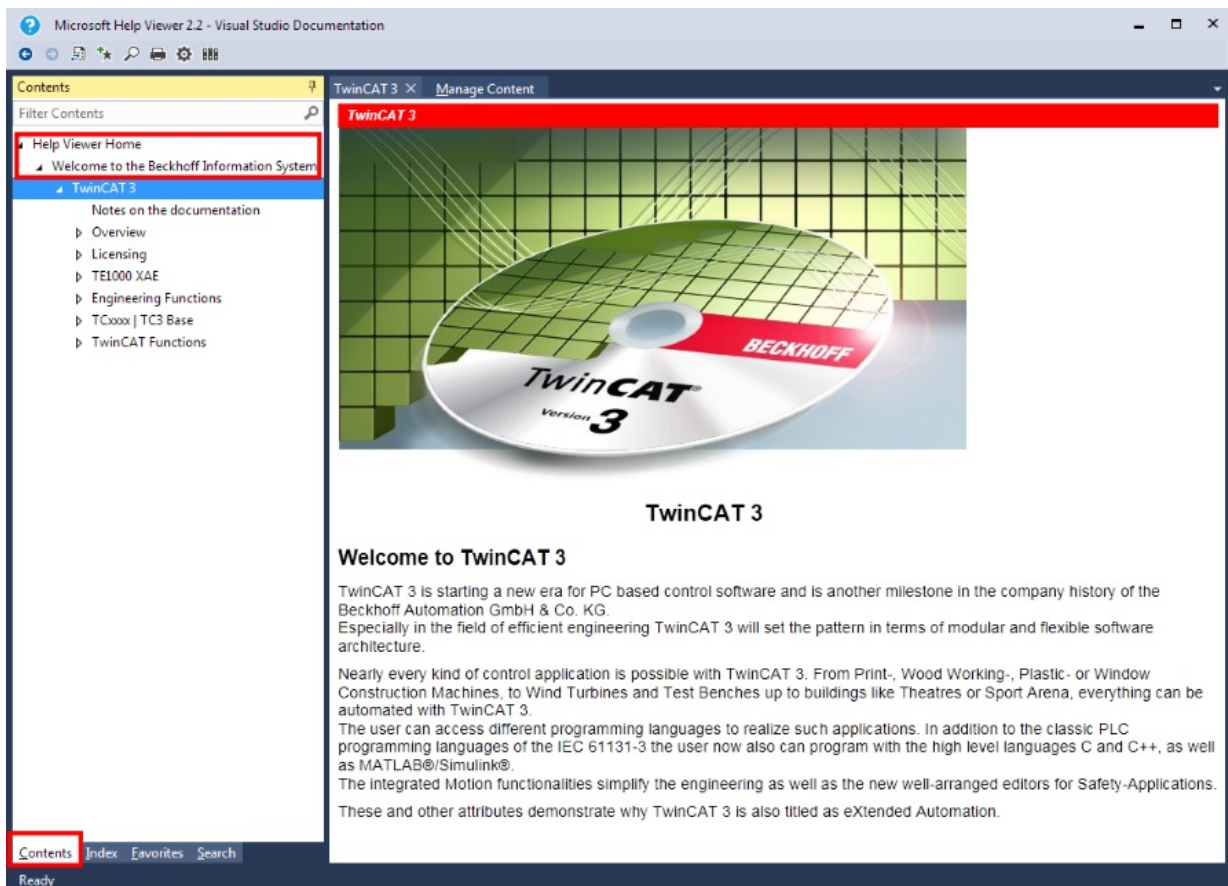 Microsoft Help Viewer 2.2 - Visual Studio Documentation
Contents
Filter Contents
Help Viewer Home
Welcome to the Beckhoff Information System
TwinCAT 3
Notes on the documentation
Overview
Licensing
TE1000 XAE
Engineering Functions
TCxxxx | TC3 Base
TwinCAT Functions
Contents Index Favorites Search
Ready
TwinCAT 3 Manage Content
TwinCAT 3
BECKHOFF
TwinCAT®
Version 3
TwinCAT 3
Welcome to TwinCAT 3
TwinCAT 3 is starting a new era for PC based control software and is another milestone in the company history of the
Beckhoff Automation GmbH & Co. KG.
Especially in the field of efficient engineering TwinCAT 3 will set the pattern in terms of modular and flexible software
architecture.
Nearly every kind of control application is possible with TwinCAT 3. From Print-, Wood Working-, Plastic- or Window
Construction Machines, to Wind Turbines and Test Benches up to buildings like Theatres or Sport Arena, everything can be
automated with TwinCAT 3.
The user can access different programming languages to realize such applications. In addition to the classic PLC
programming languages of the IEC 61131-3 the user now also can program with the high level languages C and C++, as well
as MATLAB®/Simulink®.
The integrated Motion functionalities simplify the engineering as well as the new well-arranged editors for Safety-Applications.
These and other attributes demonstrate why TwinCAT 3 is also titled as eXtended Automation.